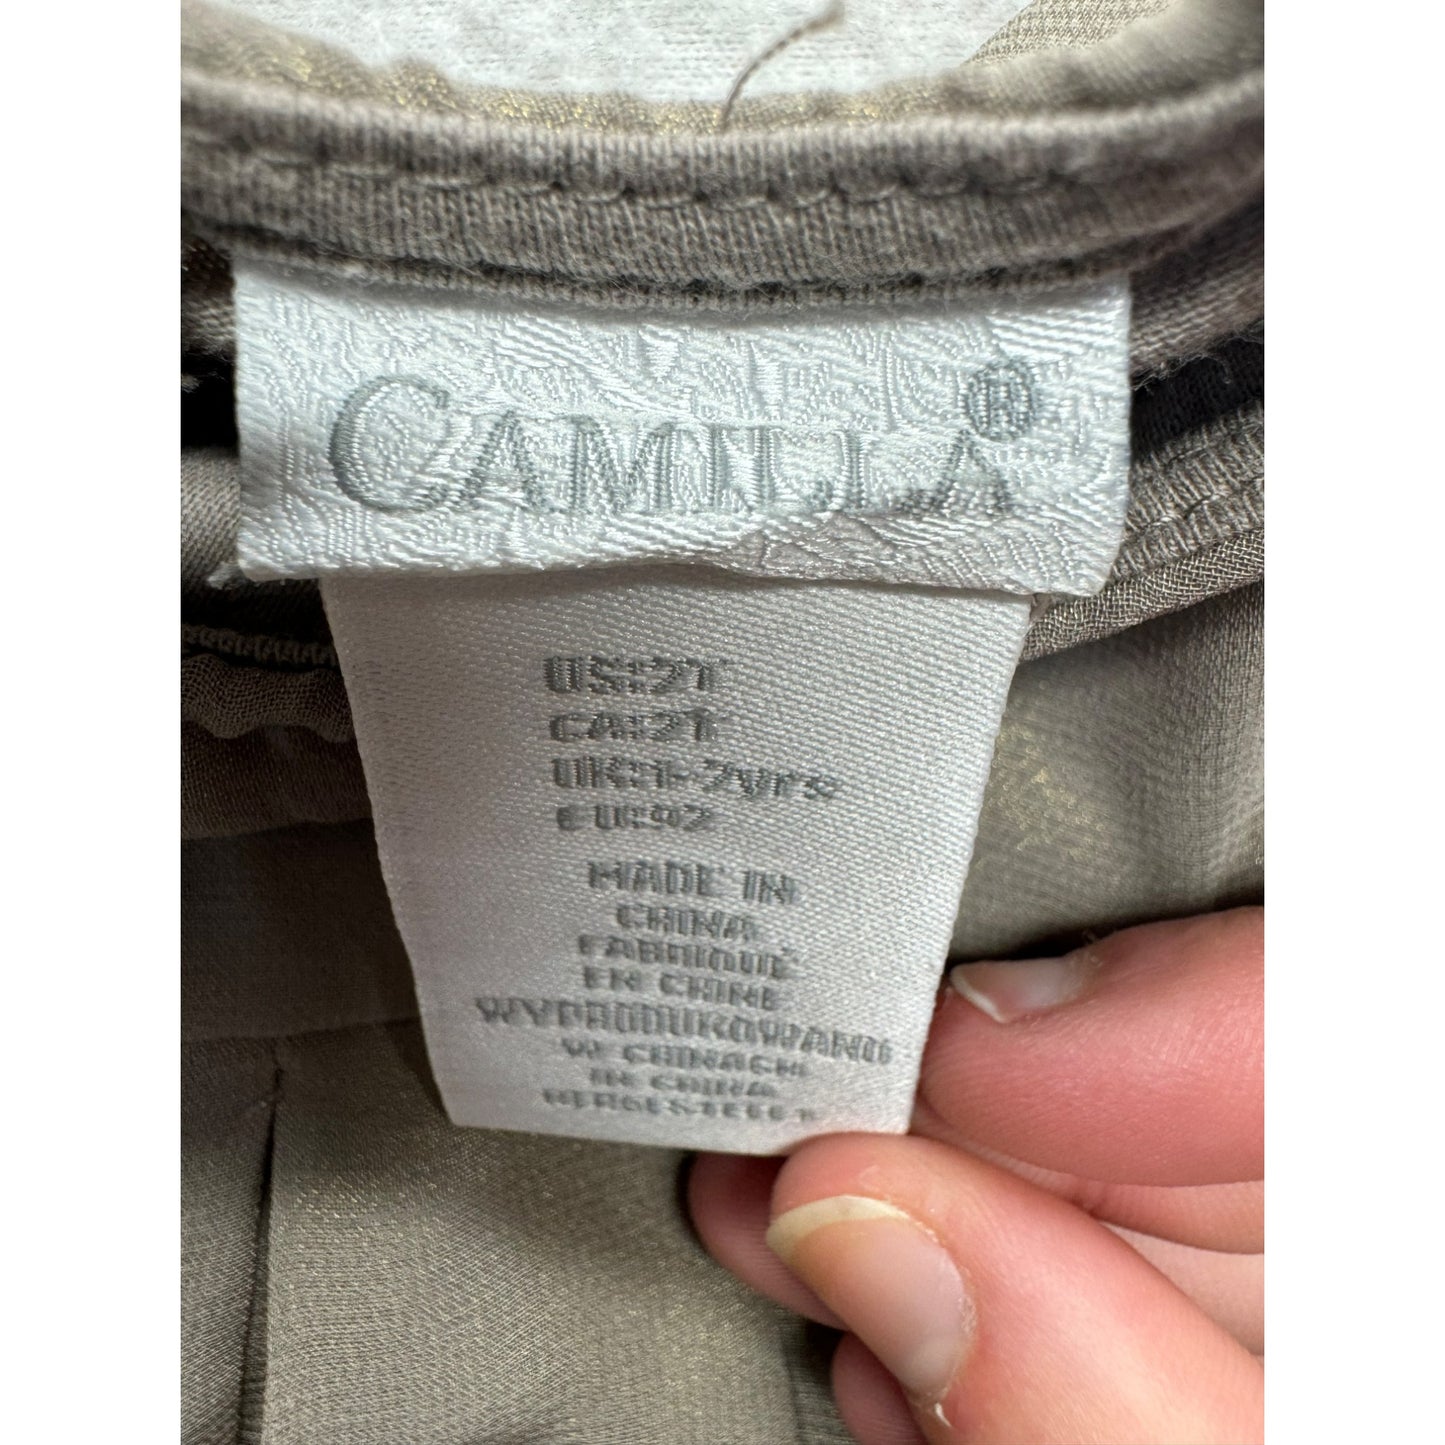 CAMILLA®
US:2T
CA:2T
UK:1-2yrs
EU:92
MADE IN
CHINA
FABRIQUÉ
EN CHINE
WYPRODUKOWANO
W CHINACH
IN CHINA
HERGESTELLT